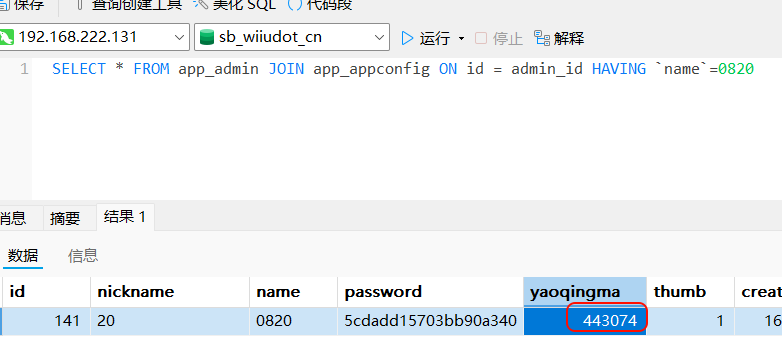 保存 查询创建工具 美化 SQL 代码段
192.168.222.131 sb_wiiudot_cn 运行 停止 解释
1 SELECT * FROM app_admin JOIN app_appconfig ON id = admin_id HAVING `name`=0820
消息 摘要 结果 1
数据 信息
id nickname name password yaoqingma thumb creat
141 20 0820 5cdadd15703bb90a340 443074 1 16